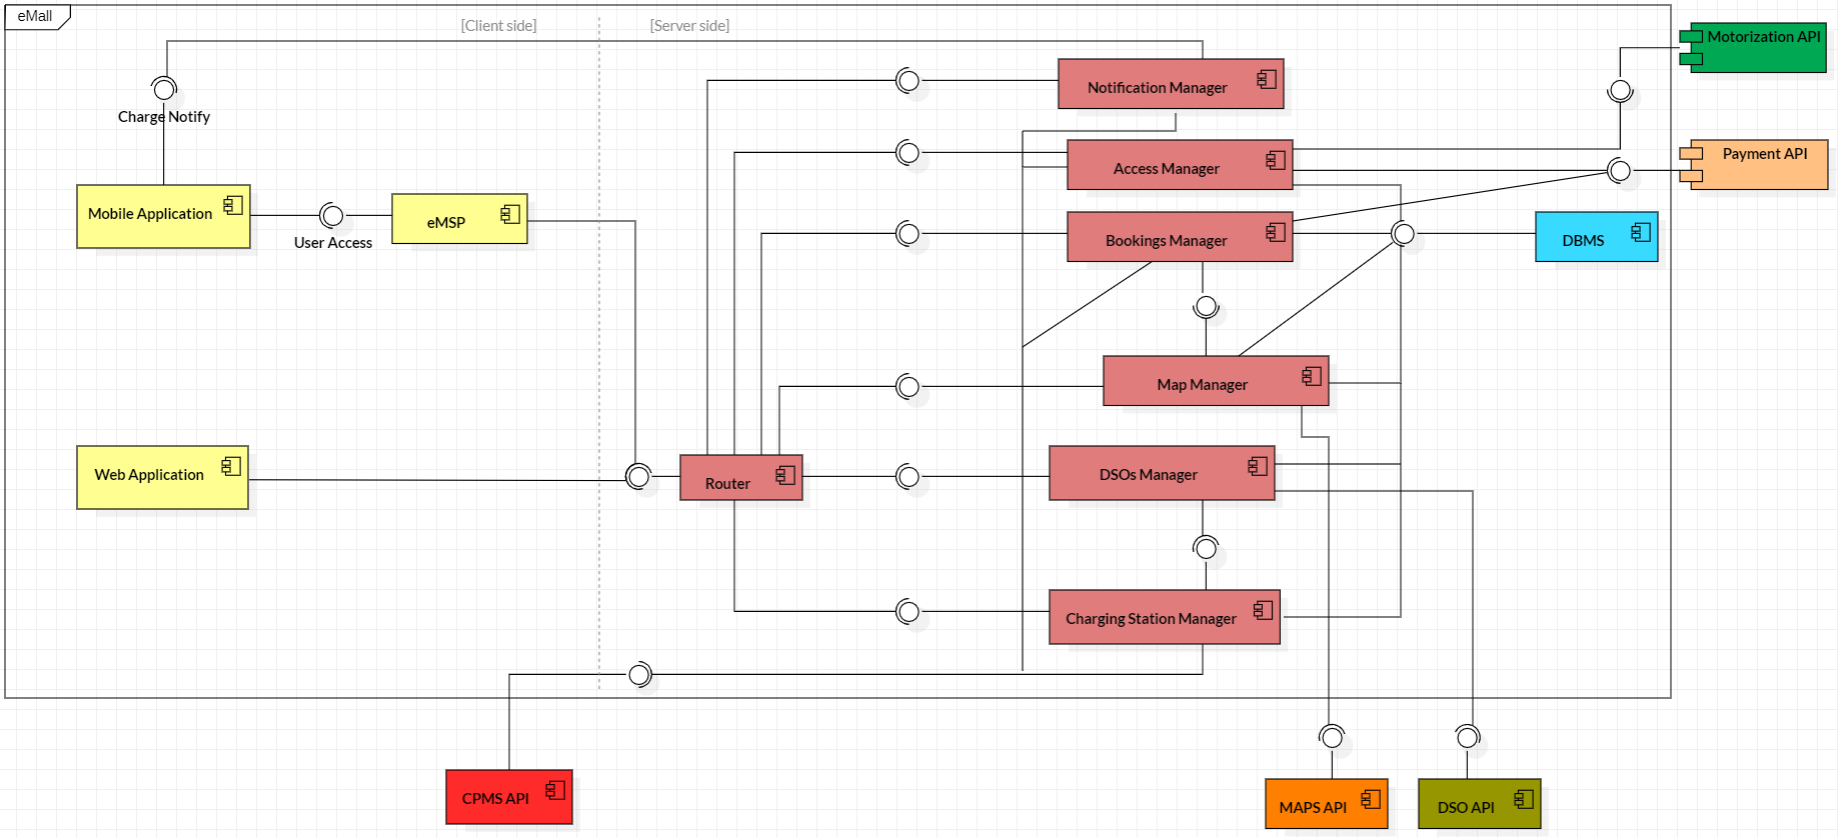 eMall
[Client side]
[Server side]
Motorization API
Notification Manager
Charge Notify
Payment API
Access Manager
Mobile Application
eMSP
User Access
Bookings Manager
DBMS
Map Manager
Web Application
Router
DSOs Manager
Charging Station Manager
CPMS API
MAPS API
DSO API